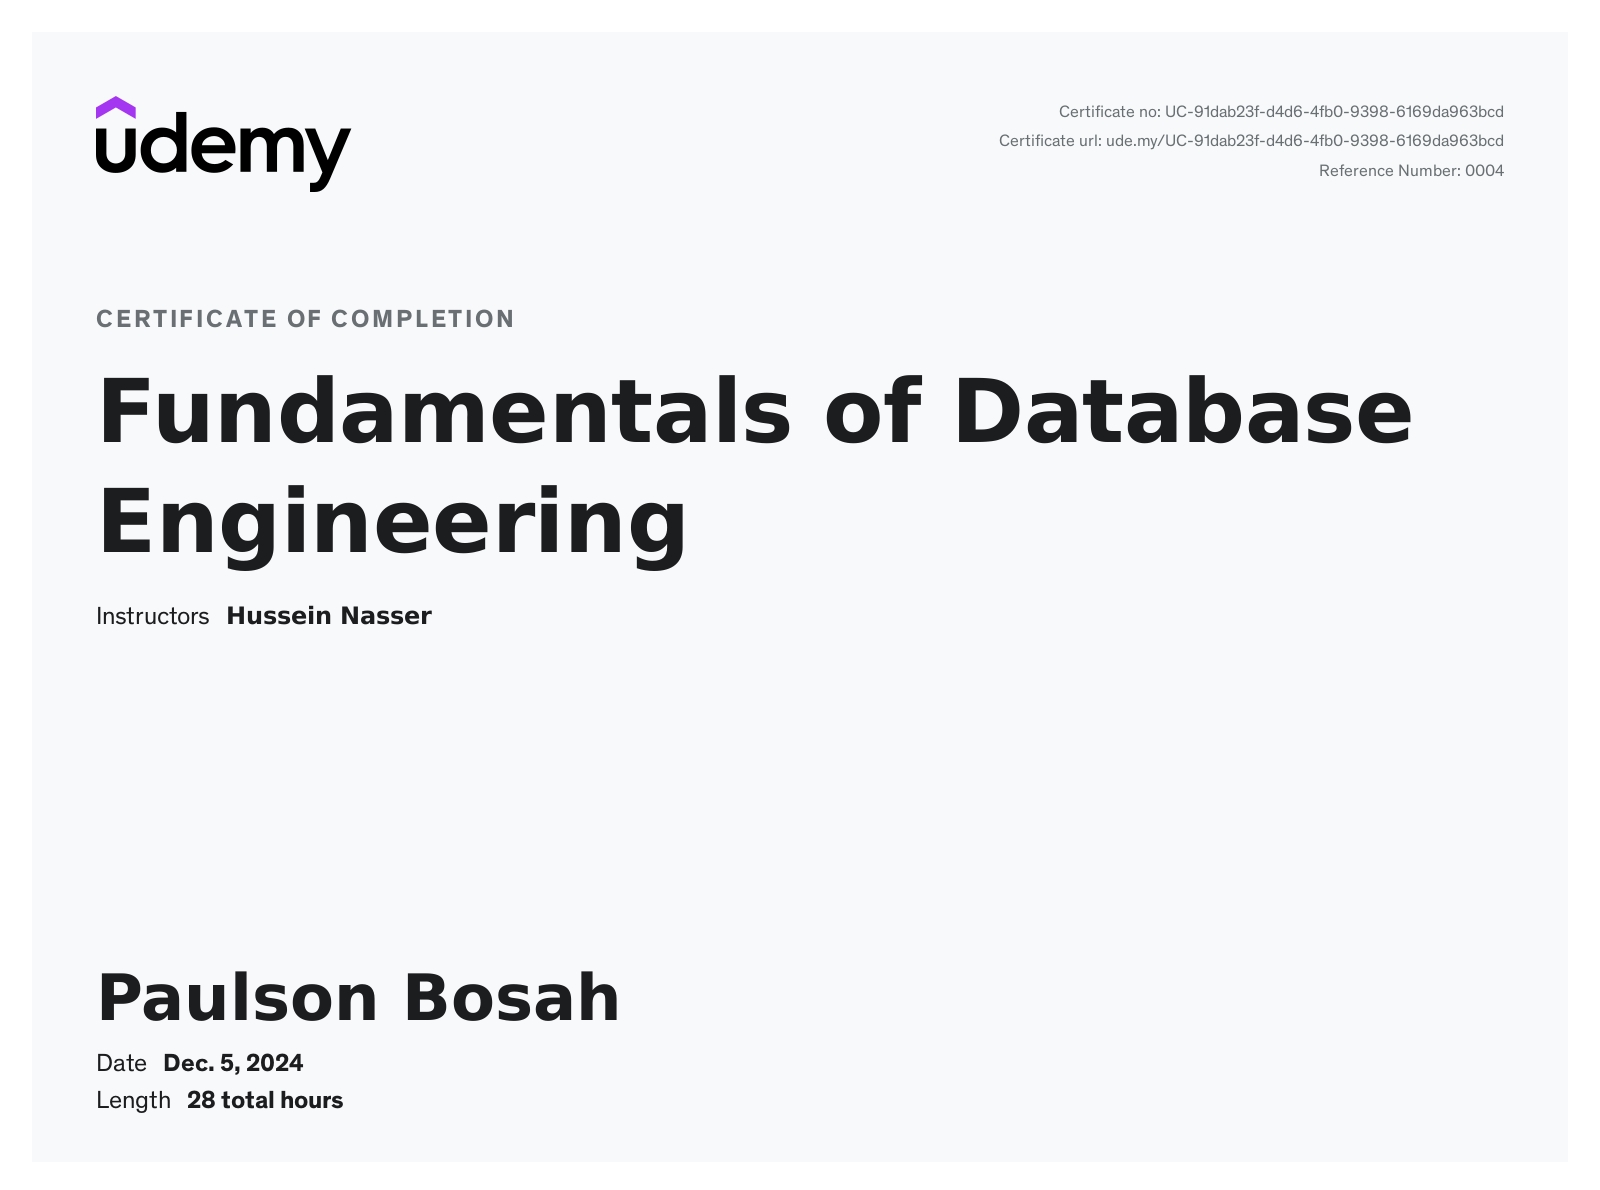 udemy
Certificate no: UC-91dab23f-d4d6-4fb0-9398-6169da963bcd
Certificate url: ude.my/UC-91dab23f-d4d6-4fb0-9398-6169da963bcd
Reference Number: 0004
CERTIFICATE OF COMPLETION
Fundamentals of Database
Engineering
Instructors Hussein Nasser
Paulson Bosah
Date Dec. 5, 2024
Length 28 total hours